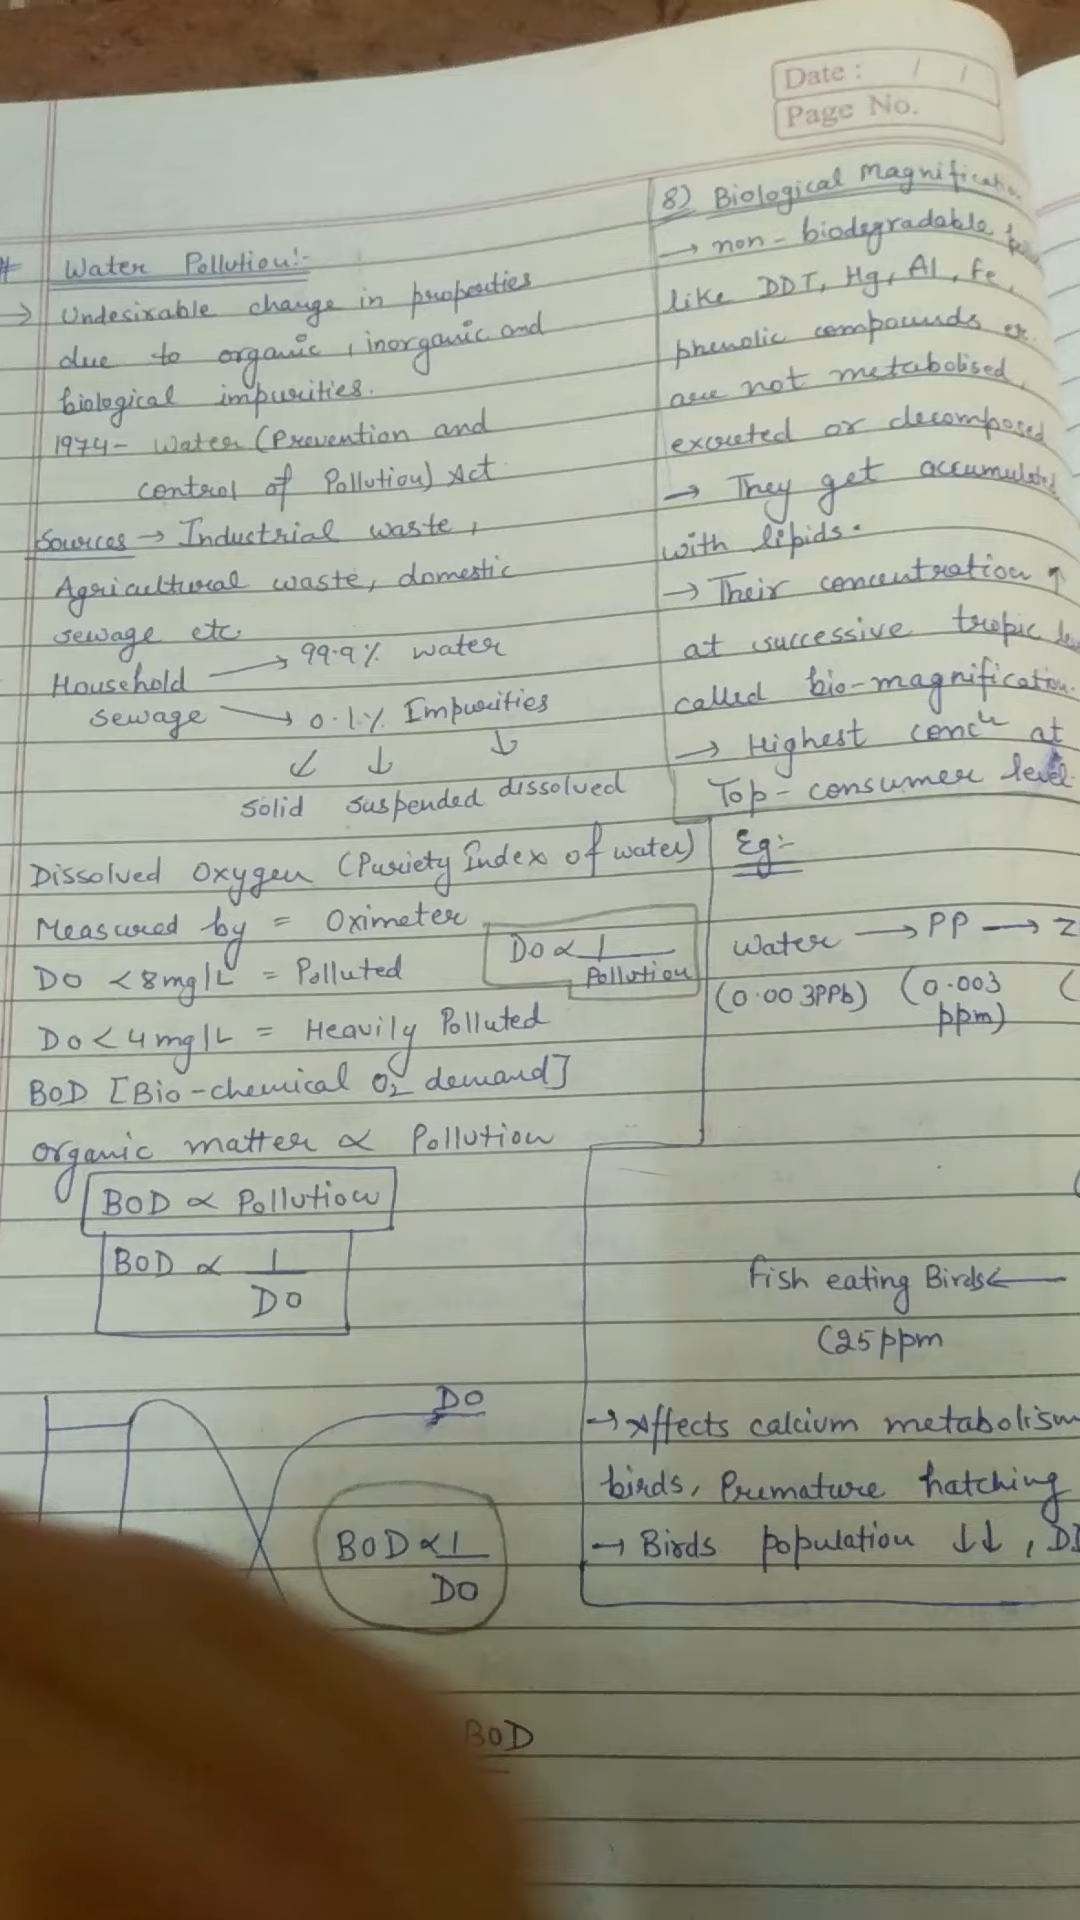 Date : / /
Page No.
# Water Pollution:-
→ Undesirable change in properties
due to organic, inorganic and
biological impurities.
1974- Water (Prevention and
control of Pollution) Act
Sources → Industrial waste,
Agricultural waste, domestic
sewage etc
Household → 99.9% water
sewage → 0.1% Impurities
↙ ↓ ↓
Solid suspended dissolved
Dissolved Oxygen (Puriety Index of water)
Measured by = Oximeter
DO < 8mg/L = Polluted
DO ∝ 1
Pollution
DO < 4mg/L = Heavily Polluted
BOD [Bio-chemical O₂ demand]
organic matter ∝ Pollution
BOD ∝ Pollution
BOD ∝ 1
DO
DO
BOD ∝ 1
DO
BOD
8) Biological Magnification
→ non-biodegradable
like DDT, Hg, Al, Fe,
phenolic compounds
are not metabolised,
excreted or decomposed
→ They get accumulated
with lipids.
→ Their concentration ↑
at successive tropic
called bio-magnification.
→ Highest concⁿ at
Top-consumer level.
Eg:-
Water → PP → Z
(0.003PPb) (0.003
ppm) (
Fish eating Birds ←
(25ppm
→ Affects calcium metabolism
birds, Premature hatching
→ Birds population ↓↓,